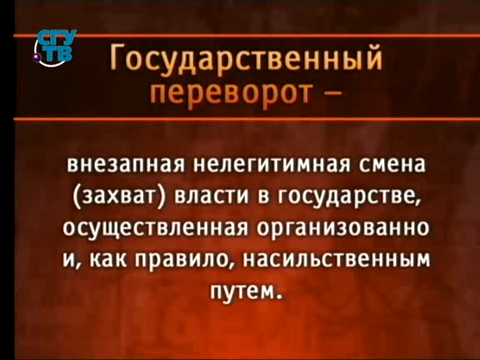 СГУ
ТВ
Государственный
переворот –
внезапная нелегитимная смена
(захват) власти в государстве,
осуществленная организованно
и, как правило, насильственным
путем.